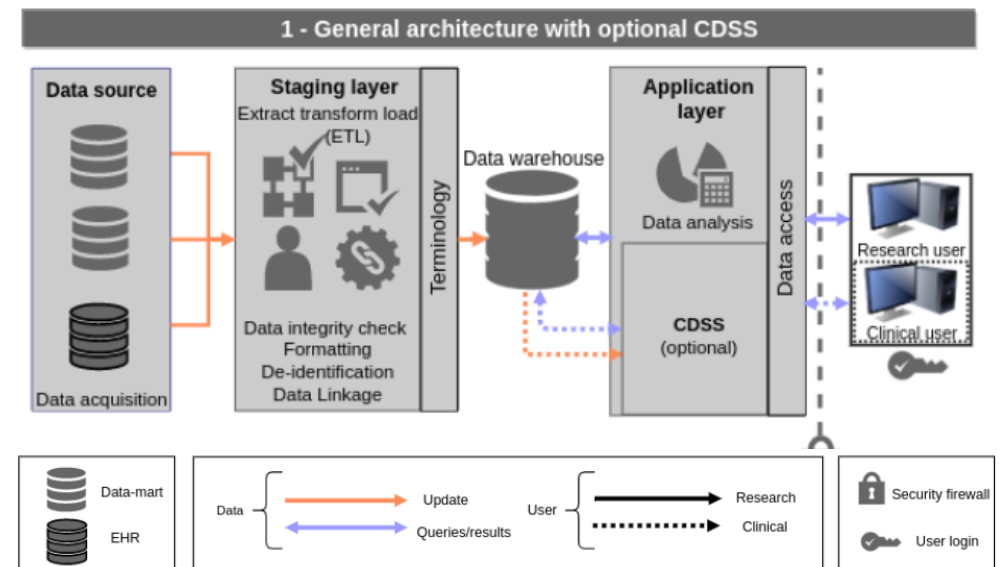 1 - General architecture with optional CDSS
Data source
Data acquisition
Staging layer
Extract transform load
(ETL)
Data integrity check
Formatting
De-identification
Data Linkage
Terminology
Data warehouse
Application
layer
Data analysis
CDSS
(optional)
Data access
Research user
Clinical user
Data-mart
EHR
Data
Update
Queries/results
User
Research
Clinical
Security firewall
User login